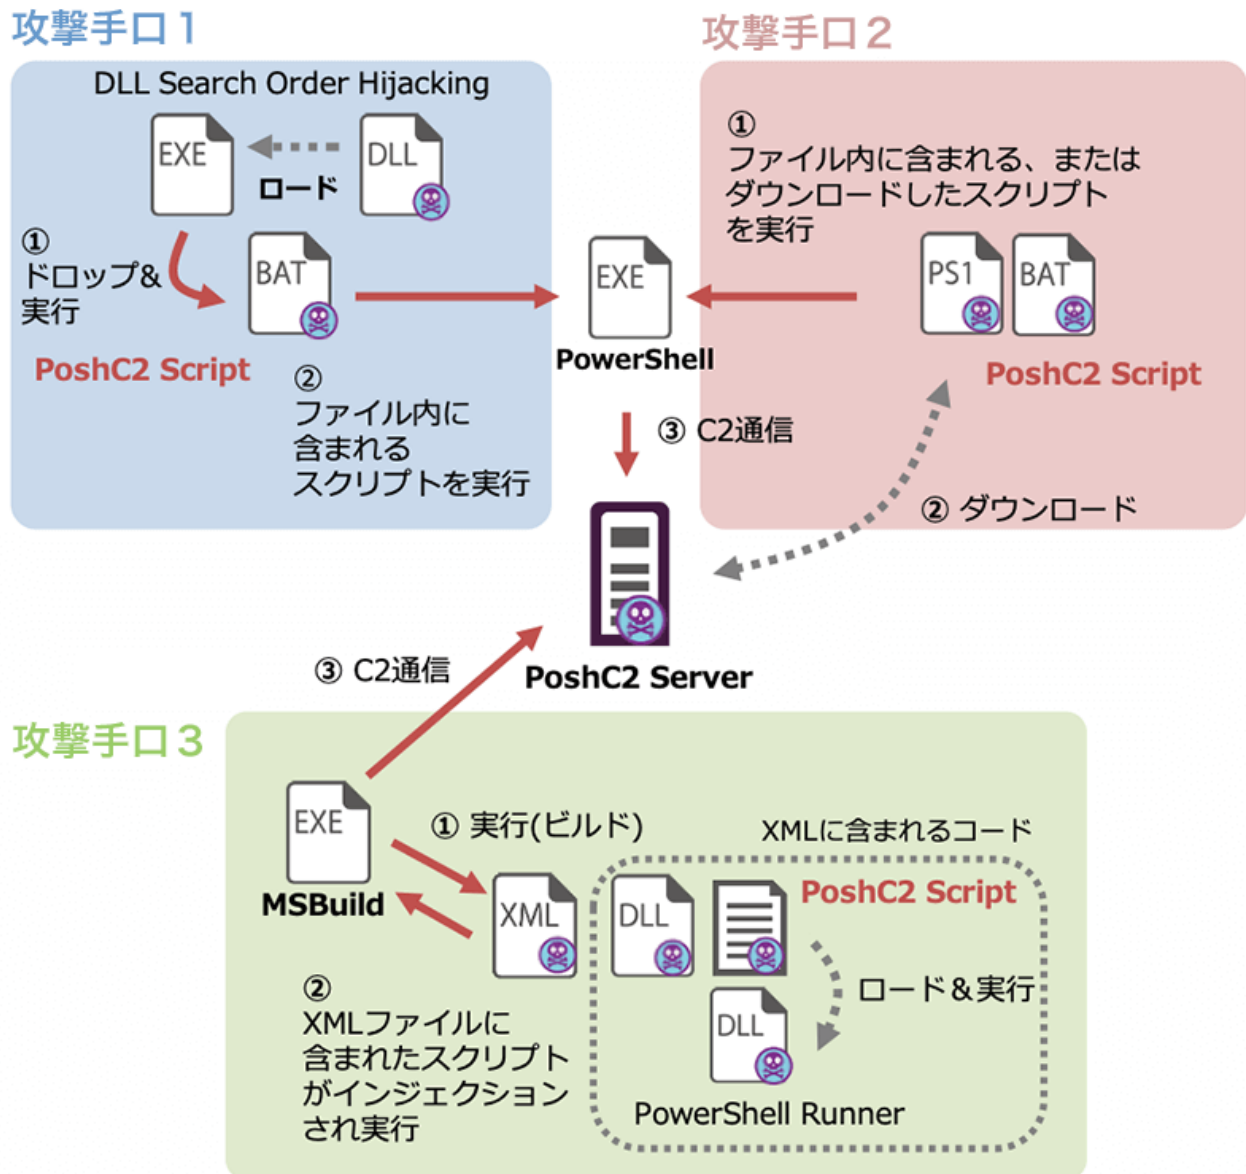 攻撃手口１
DLL Search Order Hijacking
EXE
DLL
ロード
①
ドロップ&
実行
BAT
PoshC2 Script
②
ファイル内に
含まれる
スクリプトを実行
攻撃手口２
①
ファイル内に含まれる、または
ダウンロードしたスクリプト
を実行
PS1
BAT
PoshC2 Script
② ダウンロード
EXE
PowerShell
③ C2通信
PoshC2 Server
③ C2通信
攻撃手口３
EXE
MSBuild
① 実行(ビルド)
XML
②
XMLファイルに
含まれたスクリプト
がインジェクション
され実行
XMLに含まれるコード
DLL
PoshC2 Script
ロード＆実行
DLL
PowerShell Runner